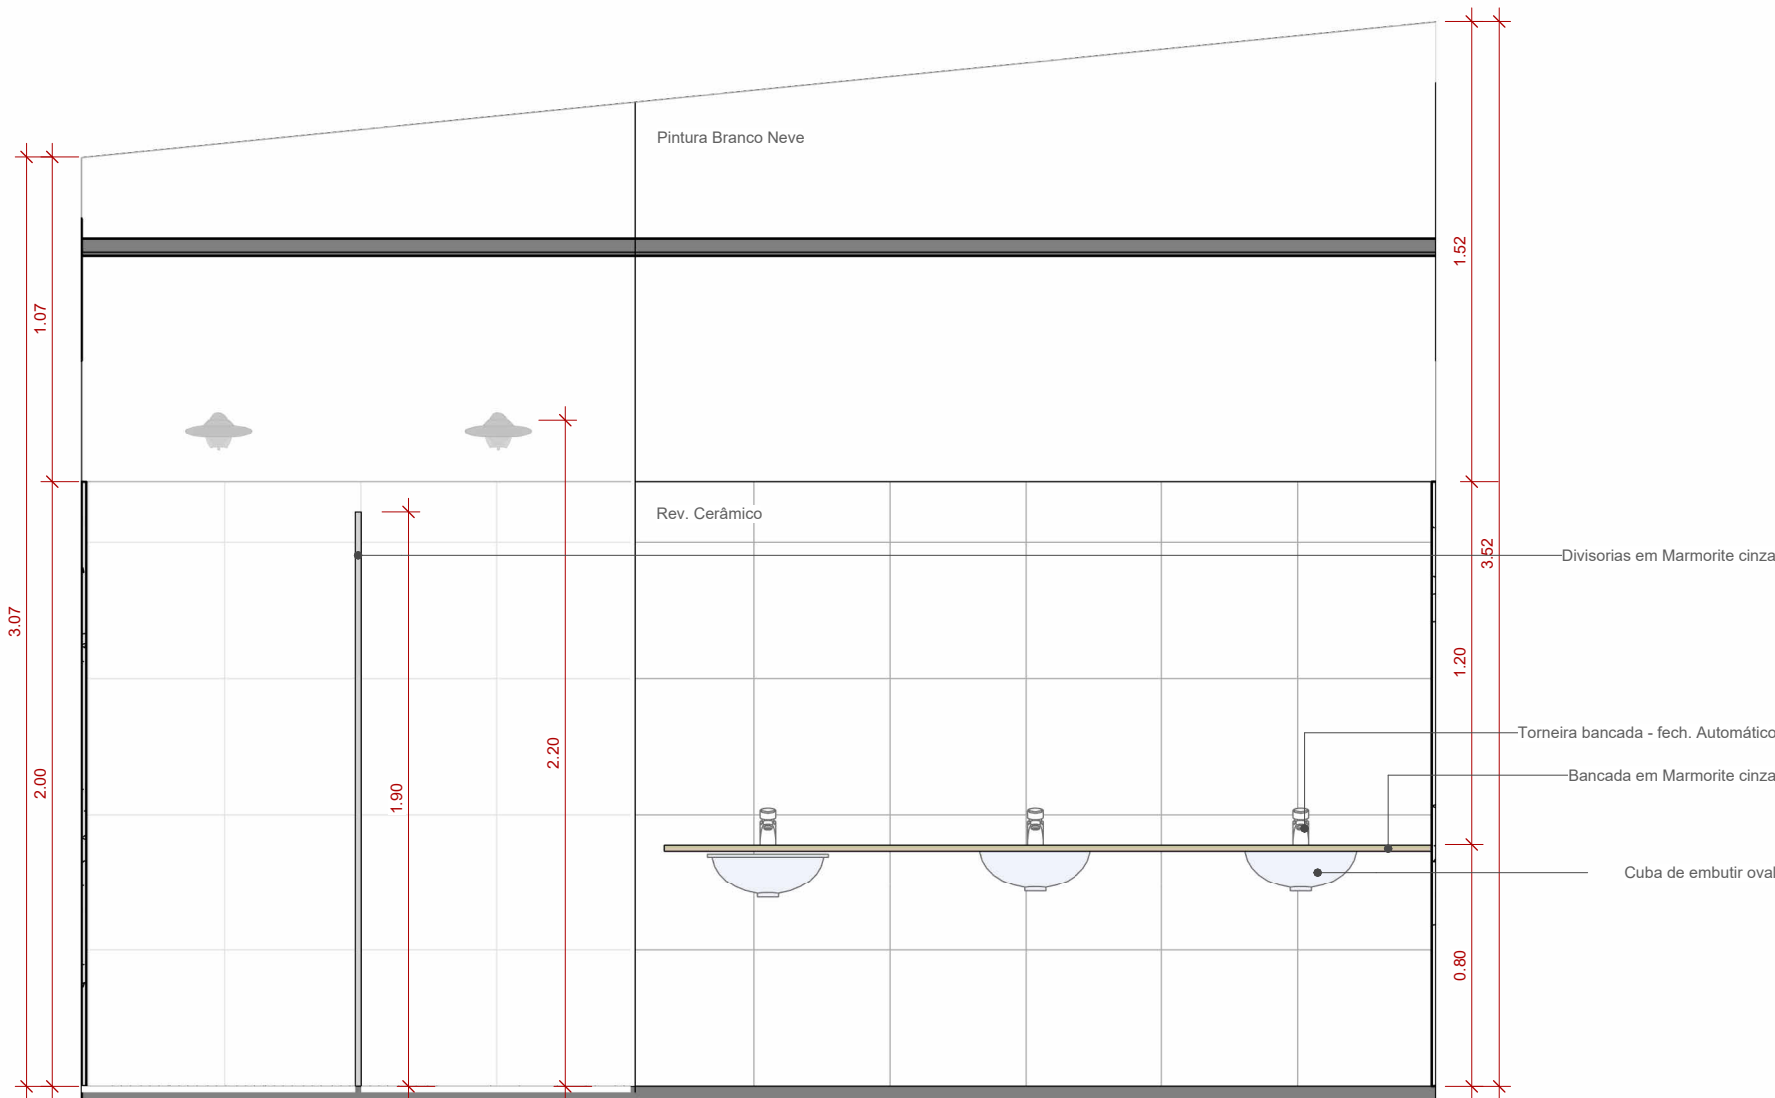 Pintura Branco Neve
1.52
1.07
Rev. Cerâmico
3.52
Divisorias em Marmorite cinza
3.07
1.20
Torneira bancada - fech. Automático
2.20
Bancada em Marmorite cinza
2.00
1.90
Cuba de embutir oval
0.80